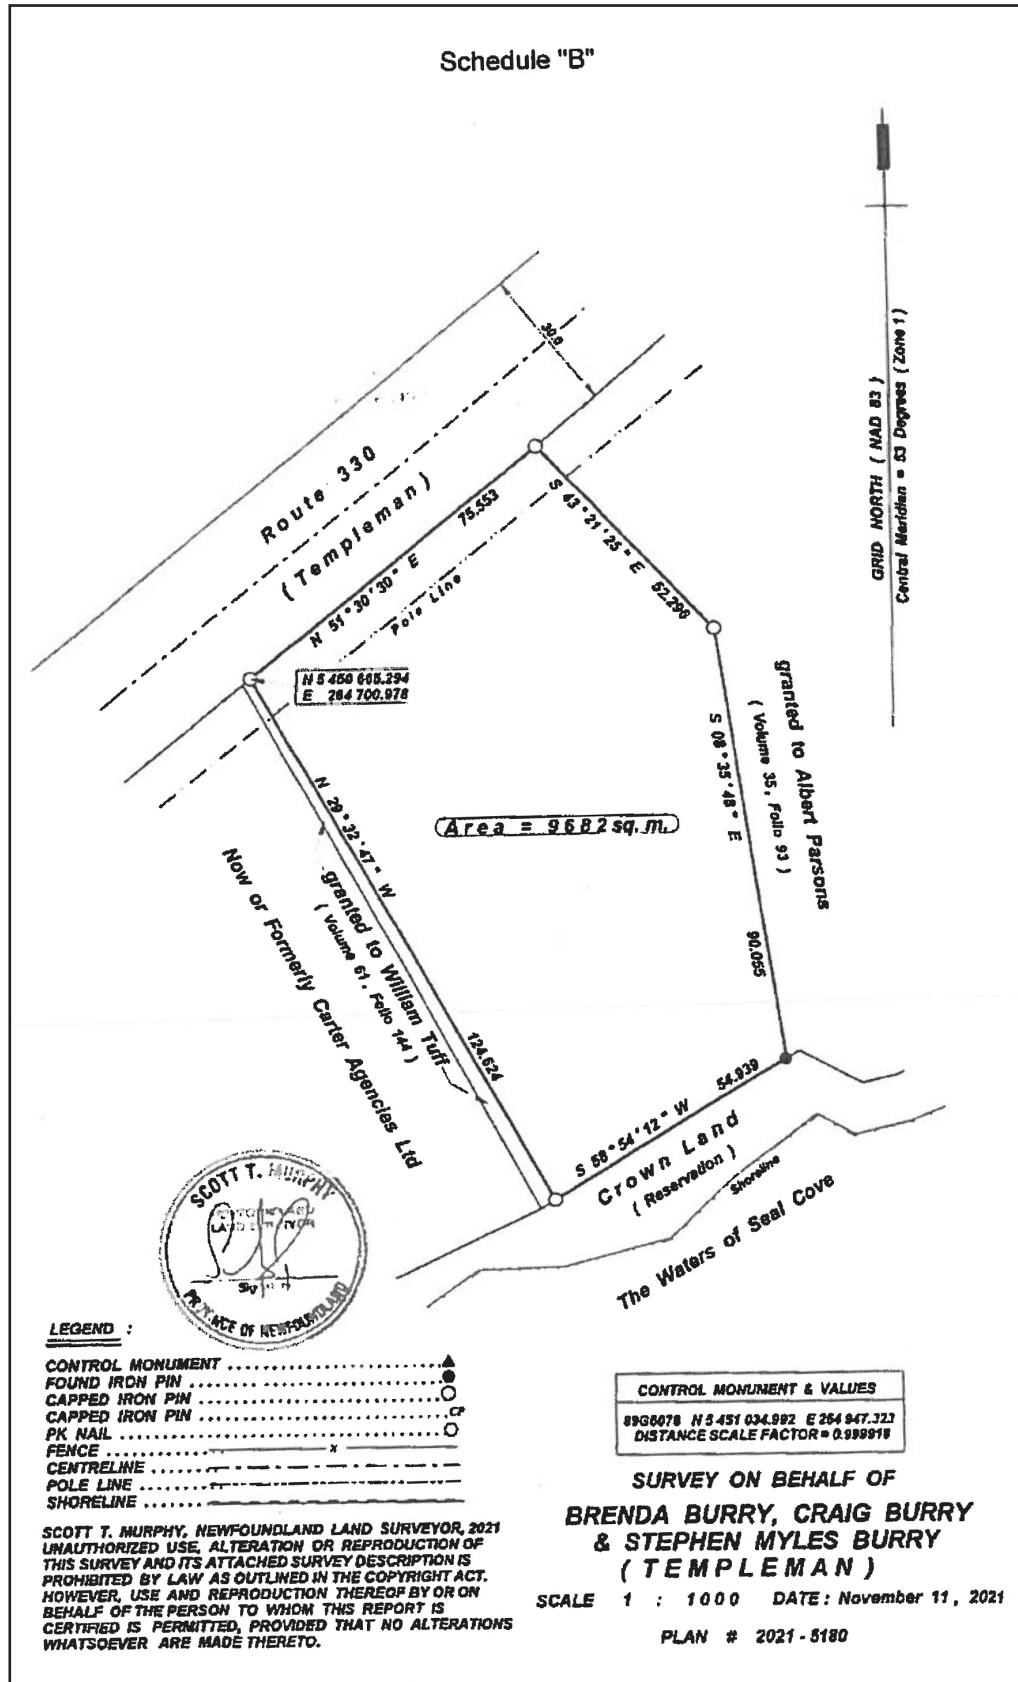 Schedule "B"
30.0
Route 330
( Templeman )
75.553
N 51°30'30" E
Pole Line
S 43°21'25" E
52.296
N 5 450 665.294
E 264 700.978
GRID NORTH ( NAD 83 )
Central Meridian = 53 Degrees ( Zone 1 )
granted to Albert Parsons
( Volume 35, Folio 93 )
S 08°35'48" E
90.055
Area = 9682 sq. m.
N 29°32'47" W
124.624
granted to William Tuff
( Volume 61, Folio 144 )
Now or Formerly Carter Agencies Ltd
54.939
S 58°54'12" W
Crown Land
( Reservation )
Shoreline
The Waters of Seal Cove
SCOTT T. MURPHY
PROVINCE OF NEWFOUNDLAND
LEGEND :
CONTROL MONUMENT
FOUND IRON PIN
CAPPED IRON PIN
CAPPED IRON PIN CP
PK NAIL
FENCE x
CENTRELINE
POLE LINE
SHORELINE
SCOTT T. MURPHY, NEWFOUNDLAND LAND SURVEYOR, 2021
UNAUTHORIZED USE, ALTERATION OR REPRODUCTION OF
THIS SURVEY AND ITS ATTACHED SURVEY DESCRIPTION IS
PROHIBITED BY LAW AS OUTLINED IN THE COPYRIGHT ACT.
HOWEVER, USE AND REPRODUCTION THEREOF BY OR ON
BEHALF OF THE PERSON TO WHOM THIS REPORT IS
CERTIFIED IS PERMITTED, PROVIDED THAT NO ALTERATIONS
WHATSOEVER ARE MADE THERETO.
CONTROL MONUMENT & VALUES
89G6078 N 5 451 034.992 E 264 947.323
DISTANCE SCALE FACTOR = 0.999918
SURVEY ON BEHALF OF
BRENDA BURRY, CRAIG BURRY
& STEPHEN MYLES BURRY
( TEMPLEMAN )
SCALE 1 : 1000 DATE: November 11, 2021
PLAN # 2021-5180